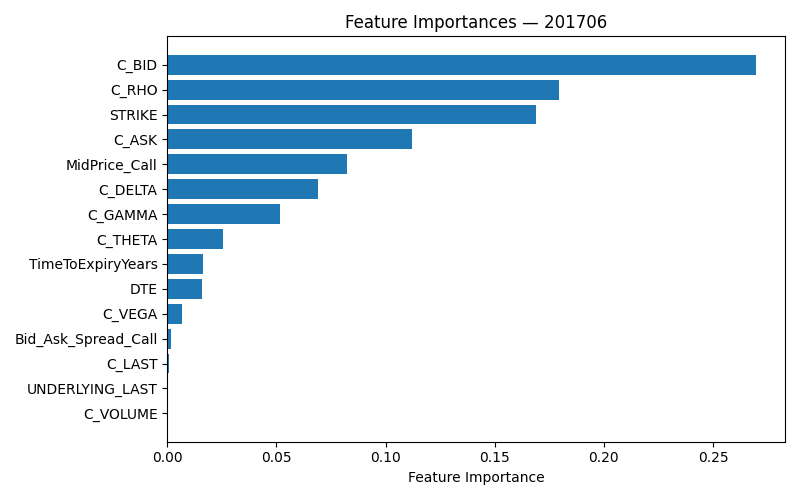 Feature Importances — 201706
C_BID
C_RHO
STRIKE
C_ASK
MidPrice_Call
C_DELTA
C_GAMMA
C_THETA
TimeToExpiryYears
DTE
C_VEGA
Bid_Ask_Spread_Call
C_LAST
UNDERLYING_LAST
C_VOLUME
0.00 0.05 0.10 0.15 0.20 0.25
Feature Importance